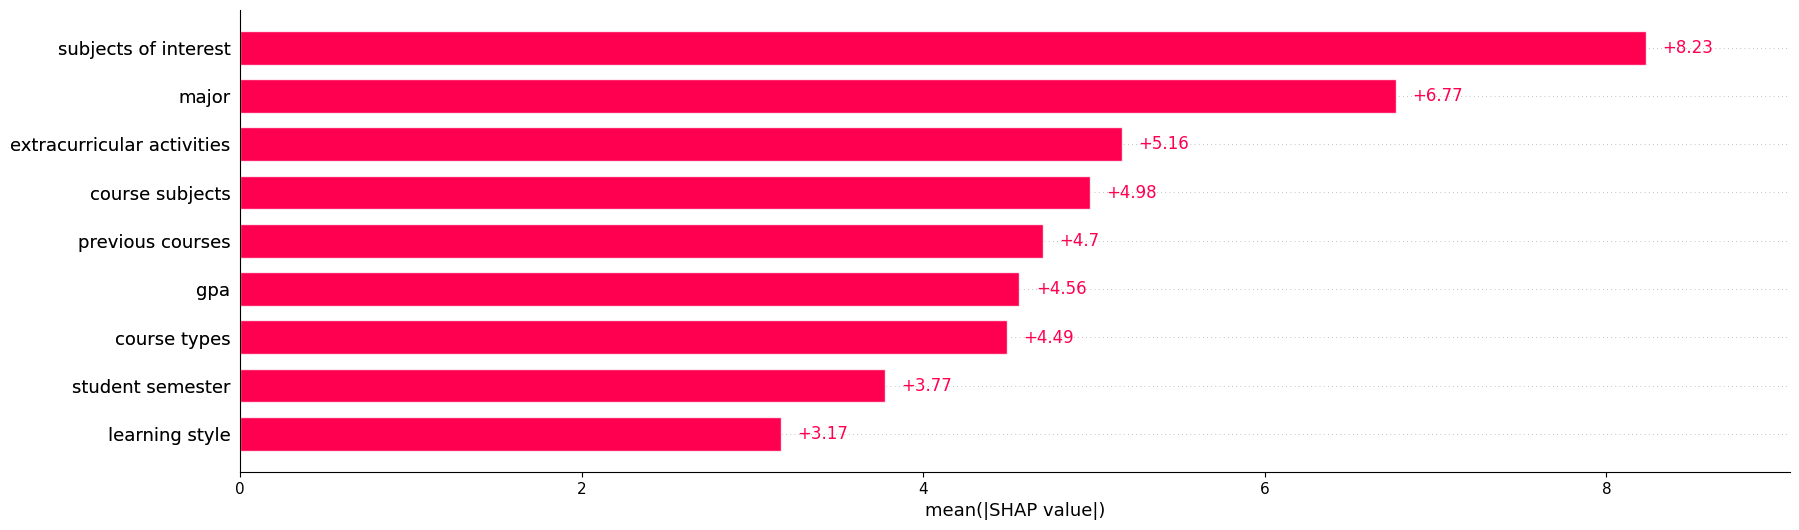 subjects of interest +8.23
major +6.77
extracurricular activities +5.16
course subjects +4.98
previous courses +4.7
gpa +4.56
course types +4.49
student semester +3.77
learning style +3.17
0 2 4 6 8
mean(|SHAP value|)